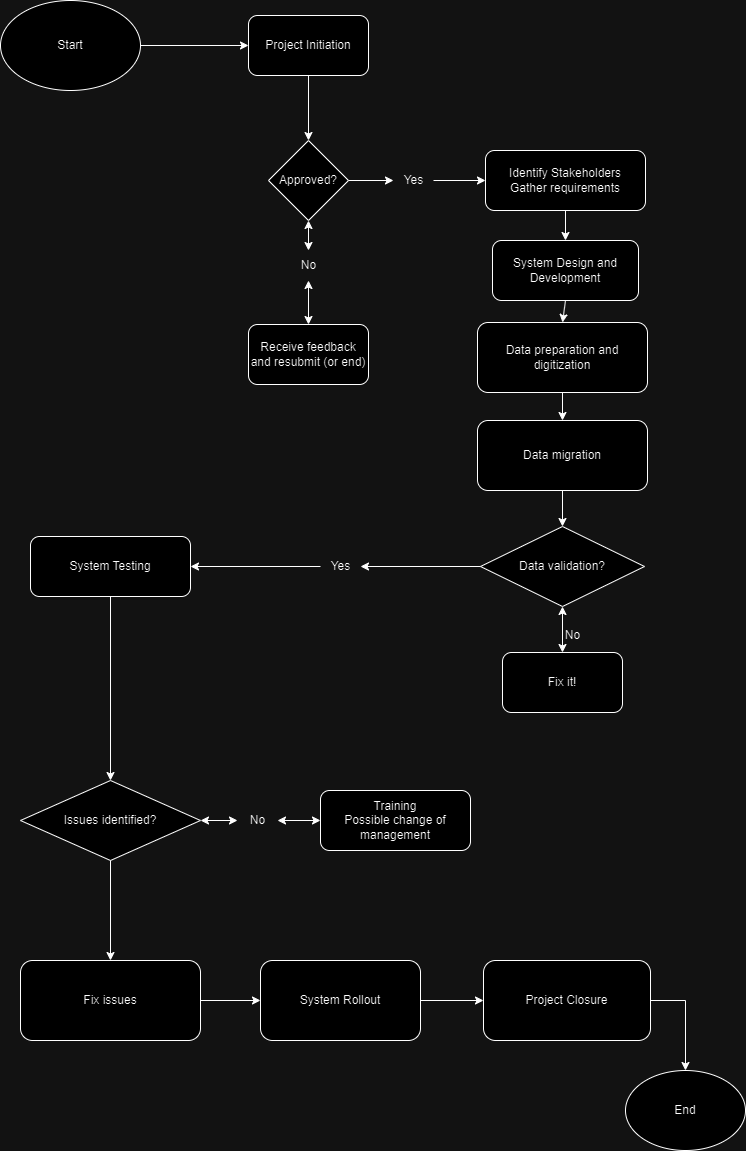 Start
Project Initiation
Approved?
Yes
Identify Stakeholders
Gather requirements
No
System Design and
Development
Receive feedback
and resubmit (or end)
Data preparation and
digitization
Data migration
Data validation?
Yes
System Testing
No
Fix it!
Issues identified?
No
Training
Possible change of
management
Fix issues
System Rollout
Project Closure
End